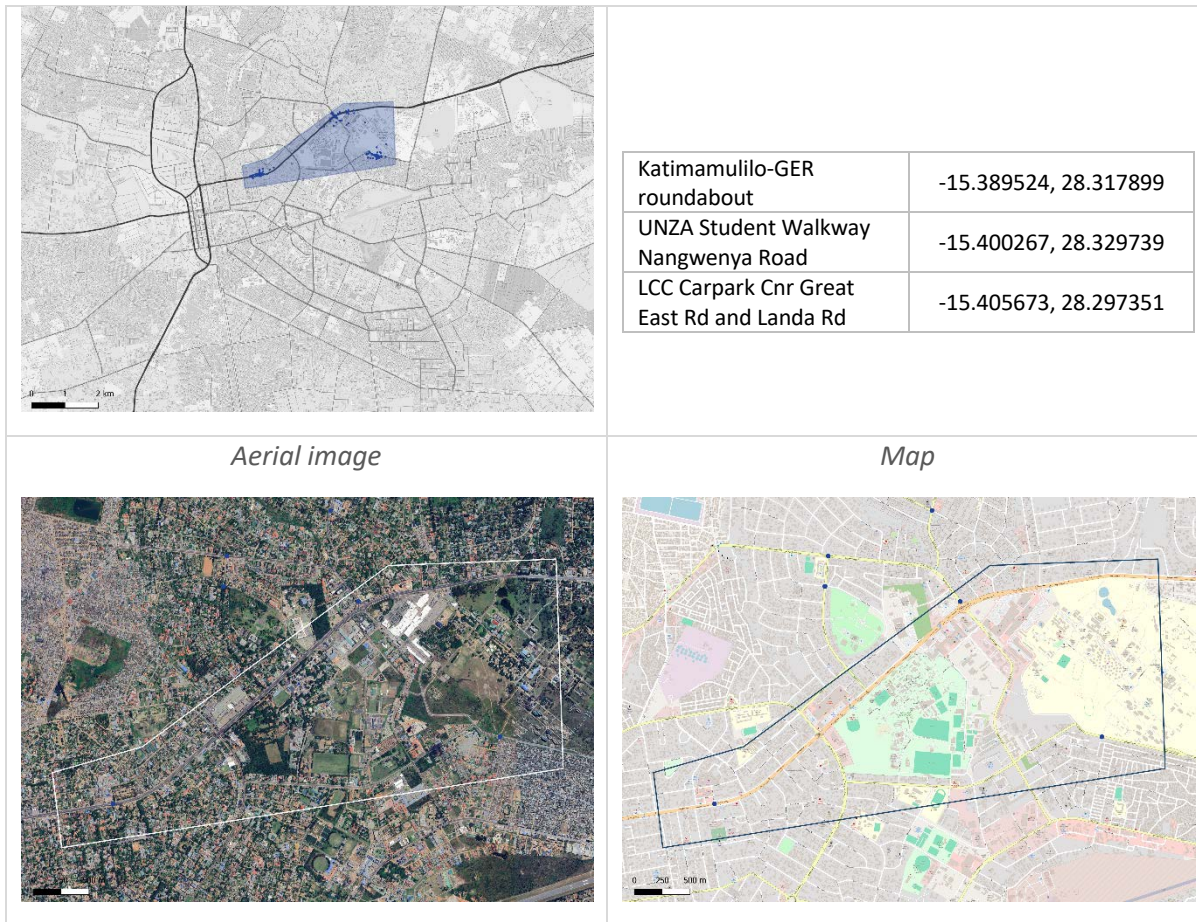 0 1 2 km
Katimamulilo-GER
roundabout
-15.389524, 28.317899
UNZA Student Walkway
Nangwenya Road
-15.400267, 28.329739
LCC Carpark Cnr Great
East Rd and Landa Rd
-15.405673, 28.297351
Aerial image
Map
0 250 500 m